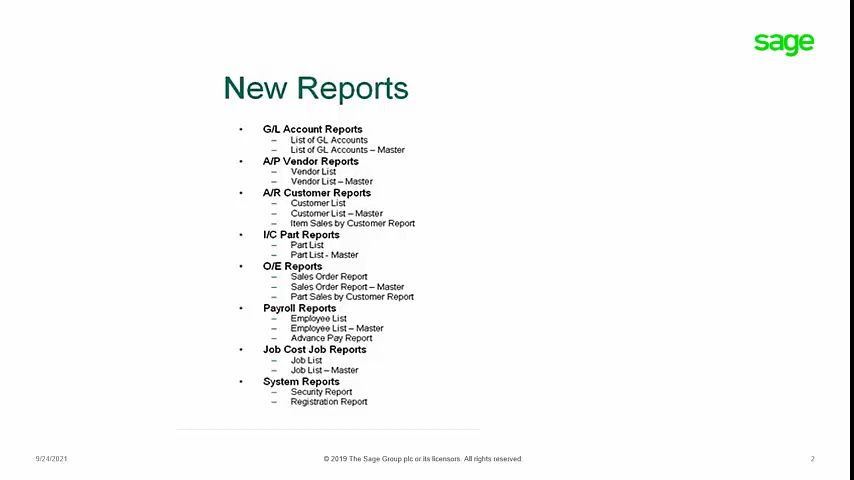 sage
New Reports
• G/L Account Reports
– List of GL Accounts
– List of GL Accounts – Master
• A/P Vendor Reports
– Vendor List
– Vendor List – Master
• A/R Customer Reports
– Customer List
– Customer List – Master
– Item Sales by Customer Report
• I/C Part Reports
– Part List
– Part List - Master
• O/E Reports
– Sales Order Report
– Sales Order Report – Master
– Part Sales by Customer Report
• Payroll Reports
– Employee List
– Employee List – Master
– Advance Pay Report
• Job Cost Job Reports
– Job List
– Job List – Master
• System Reports
– Security Report
– Registration Report
9/24/2021 © 2019 The Sage Group plc or its licensors. All rights reserved. 2